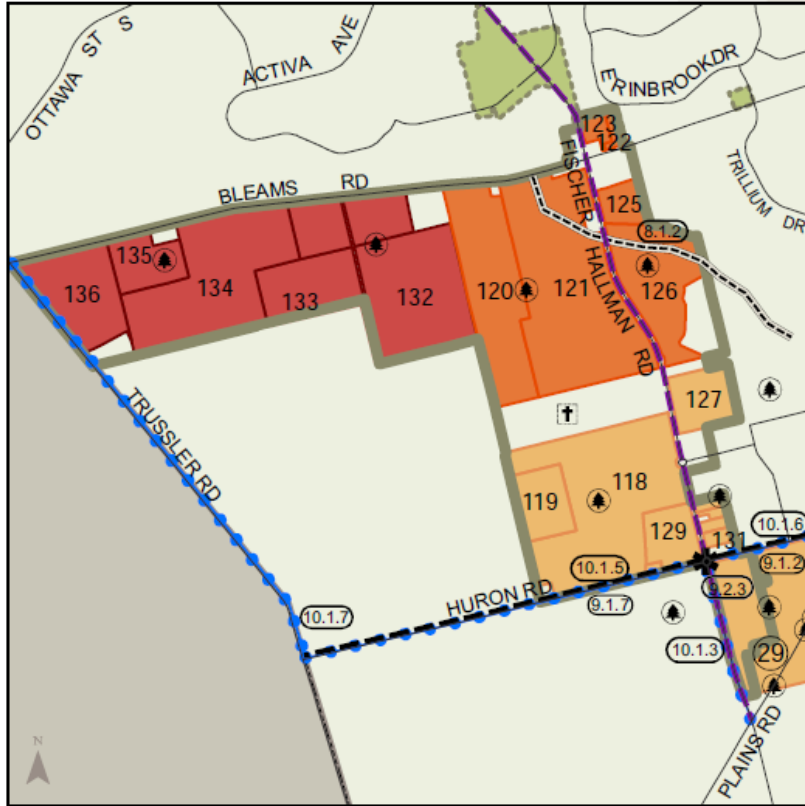 OTTAWA ST S
ACTIVA AVE
ERINBROOKDR
TRILLIUM DR
BLEAMS RD
FISCHER HALLMAN RD
123
122
125
8.1.2
126
136
135
134
133
132
120
121
127
118
119
129
131
TRUSSLER RD
HURON RD
10.1.7
10.1.5
9.1.7
10.1.6
9.1.2
9.2.3
10.1.3
29
PLAINS RD
N